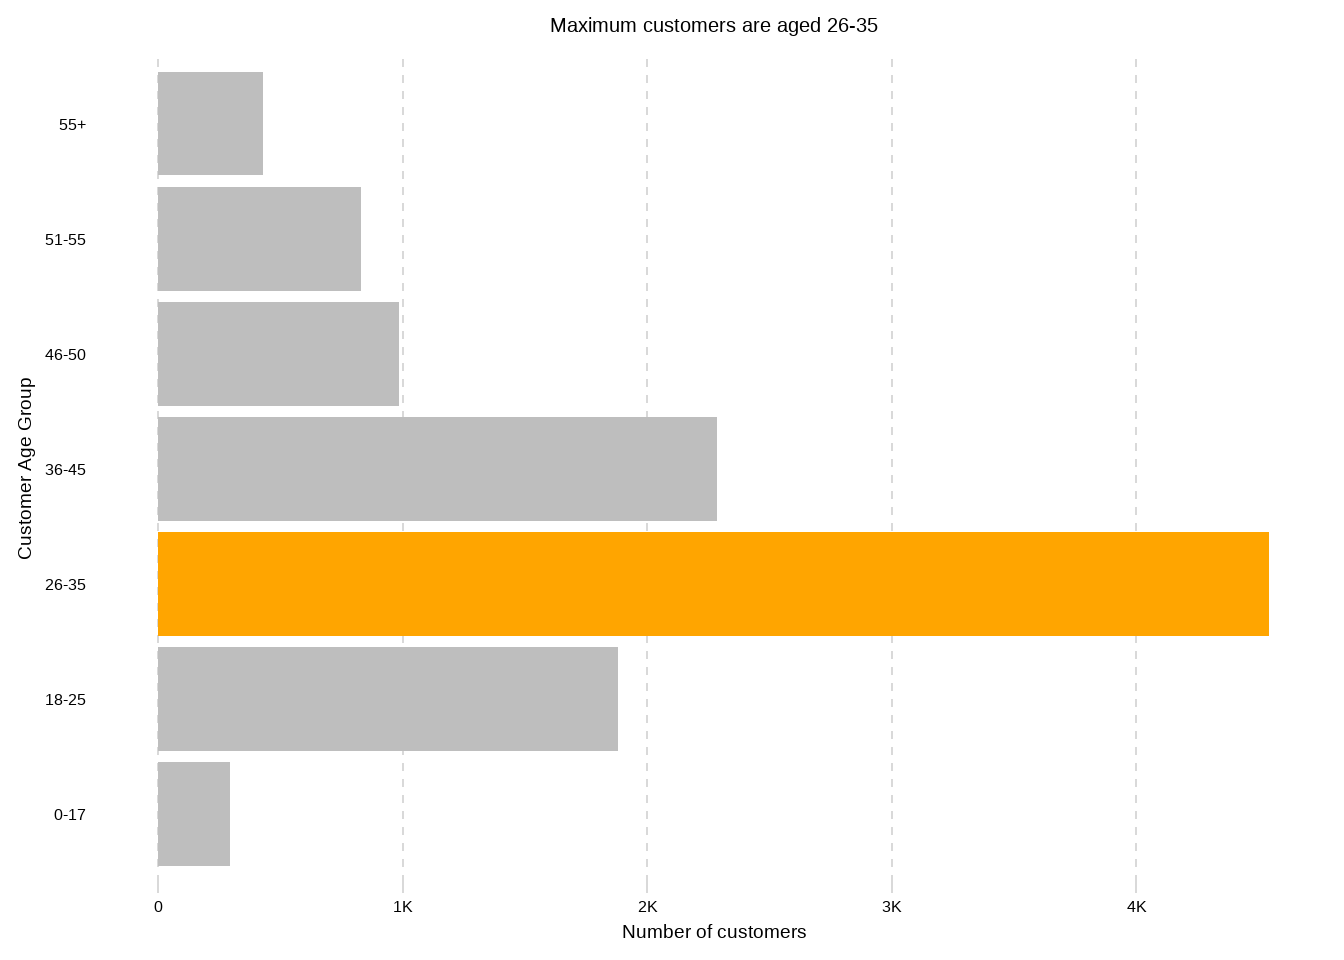 Maximum customers are aged 26-35
Customer Age Group
55+
51-55
46-50
36-45
26-35
18-25
0-17
0
1K
2K
3K
4K
Number of customers